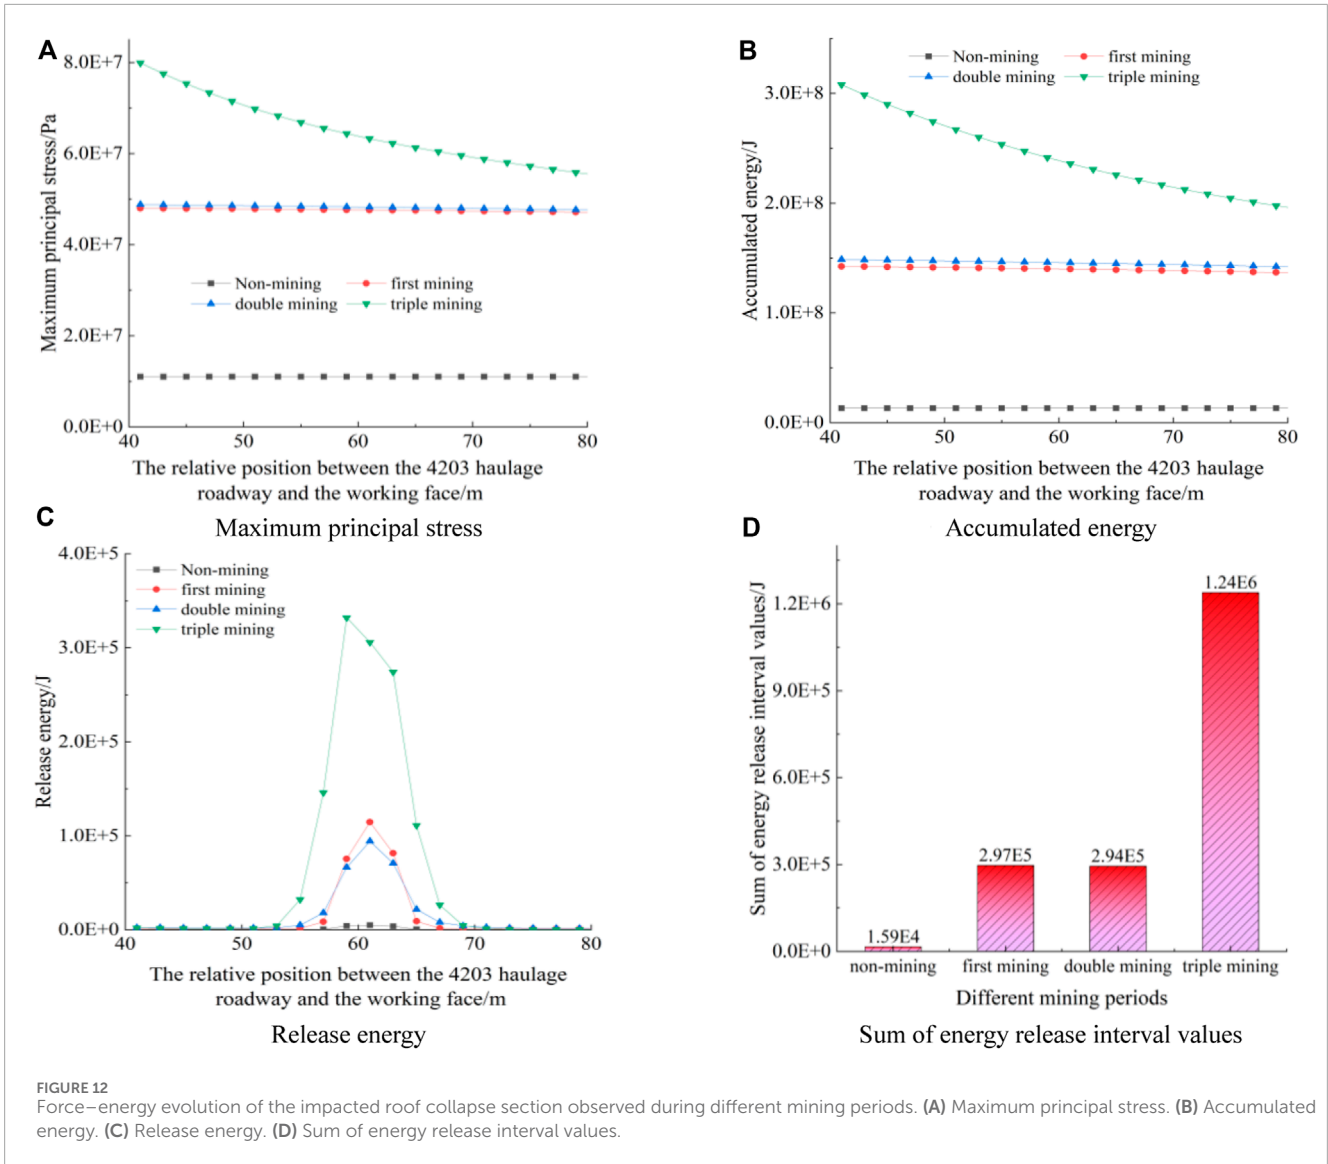 A
8.0E+7
6.0E+7
4.0E+7
2.0E+7
0.0E+0
Maximum principal stress/Pa
Non-mining first mining
double mining triple mining
40 50 60 70 80
The relative position between the 4203 haulage
roadway and the working face/m
Maximum principal stress
B
Non-mining first mining
double mining triple mining
3.0E+8
2.0E+8
1.0E+8
0.0E+0
Accumulated energy/J
40 50 60 70 80
The relative position between the 4203 haulage
roadway and the working face/m
Accumulated energy
C
4.0E+5
3.0E+5
2.0E+5
1.0E+5
0.0E+0
Release energy/J
Non-mining
first mining
double mining
triple mining
40 50 60 70 80
The relative position between the 4203 haulage
roadway and the working face/m
Release energy
D
1.2E+6
9.0E+5
6.0E+5
3.0E+5
0.0E+0
Sum of energy release interval values/J
1.59E4
2.97E5
2.94E5
1.24E6
non-mining first mining double mining triple mining
Different mining periods
Sum of energy release interval values
FIGURE 12
Force–energy evolution of the impacted roof collapse section observed during different mining periods. (A) Maximum principal stress. (B) Accumulated
energy. (C) Release energy. (D) Sum of energy release interval values.